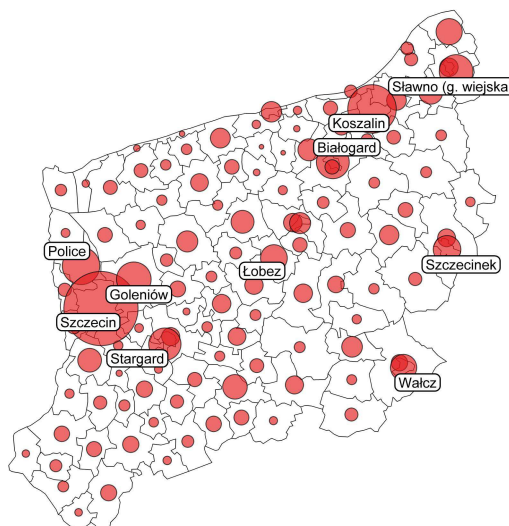 Sławno (g. wiejska
Koszalin
Białogard
Police
Łobez
Szczecinek
Goleniów
Szczecin
Stargard
Wałcz